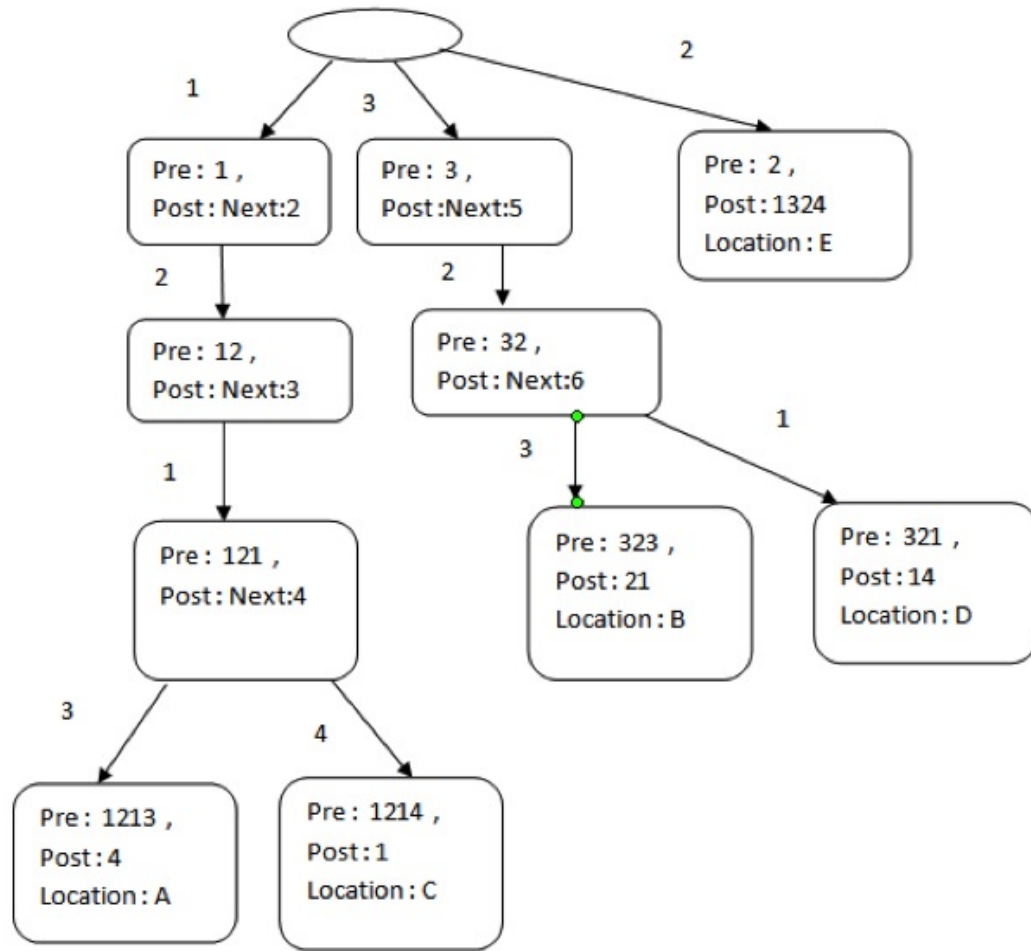 2
1
3
Pre: 1 ,
Post: Next:2
Pre: 3 ,
Post:Next:5
Pre: 2 ,
Post:1324
Location: E
2
2
Pre: 12 ,
Post: Next:3
Pre: 32 ,
Post: Next:6
1
3
1
Pre: 121 ,
Post: Next:4
Pre: 323 ,
Post: 21
Location: B
Pre: 321 ,
Post: 14
Location: D
3
4
Pre: 1213 ,
Post: 4
Location: A
Pre: 1214 ,
Post: 1
Location: C